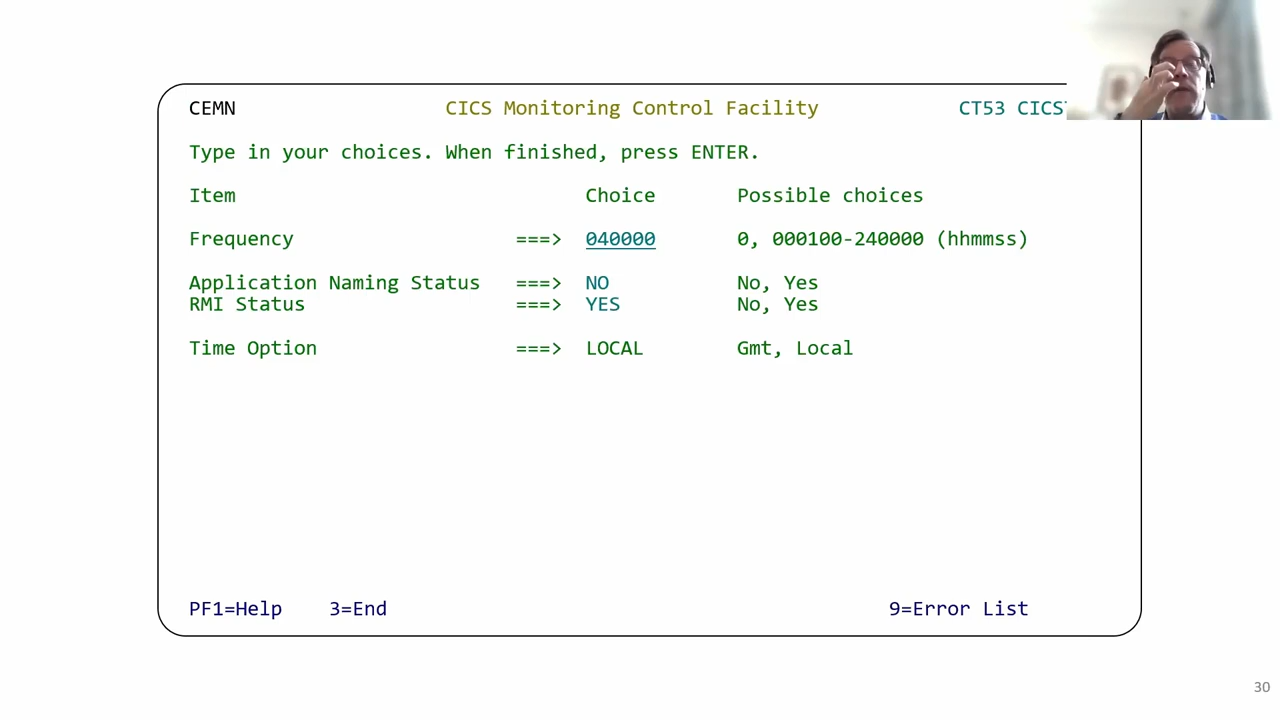 CEMN CICS Monitoring Control Facility CT53
Type in your choices. When finished, press ENTER.
Item Choice Possible choices
Frequency ===> 040000 0, 000100-240000 (hhmmss)
Application Naming Status ===> NO No, Yes
RMI Status ===> YES No, Yes
Time Option ===> LOCAL Gmt, Local
PF1=Help 3=End 9=Error List
30